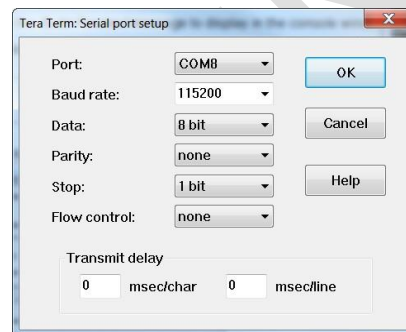 Tera Term: Serial port setup
Port: COM8 OK
Baud rate: 115200
Data: 8 bit Cancel
Parity: none
Stop: 1 bit Help
Flow control: none
Transmit delay
0 msec/char 0 msec/line